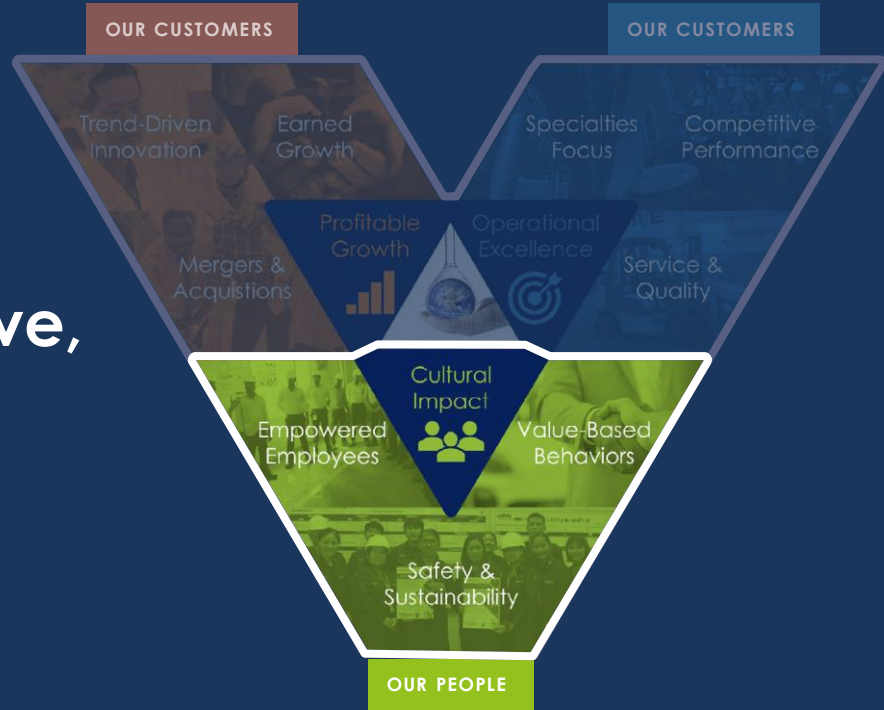 OUR CUSTOMERS
OUR CUSTOMERS
Trend-Driven
Innovation
Earned
Growth
Specialties
Focus
Competitive
Performance
Profitable
Growth
Operational
Excellence
Mergers &
Acquistions
Service &
Quality
ve,
Cultural
Impact
Empowered
Employees
Value-Based
Behaviors
Safety &
Sustainability
OUR PEOPLE